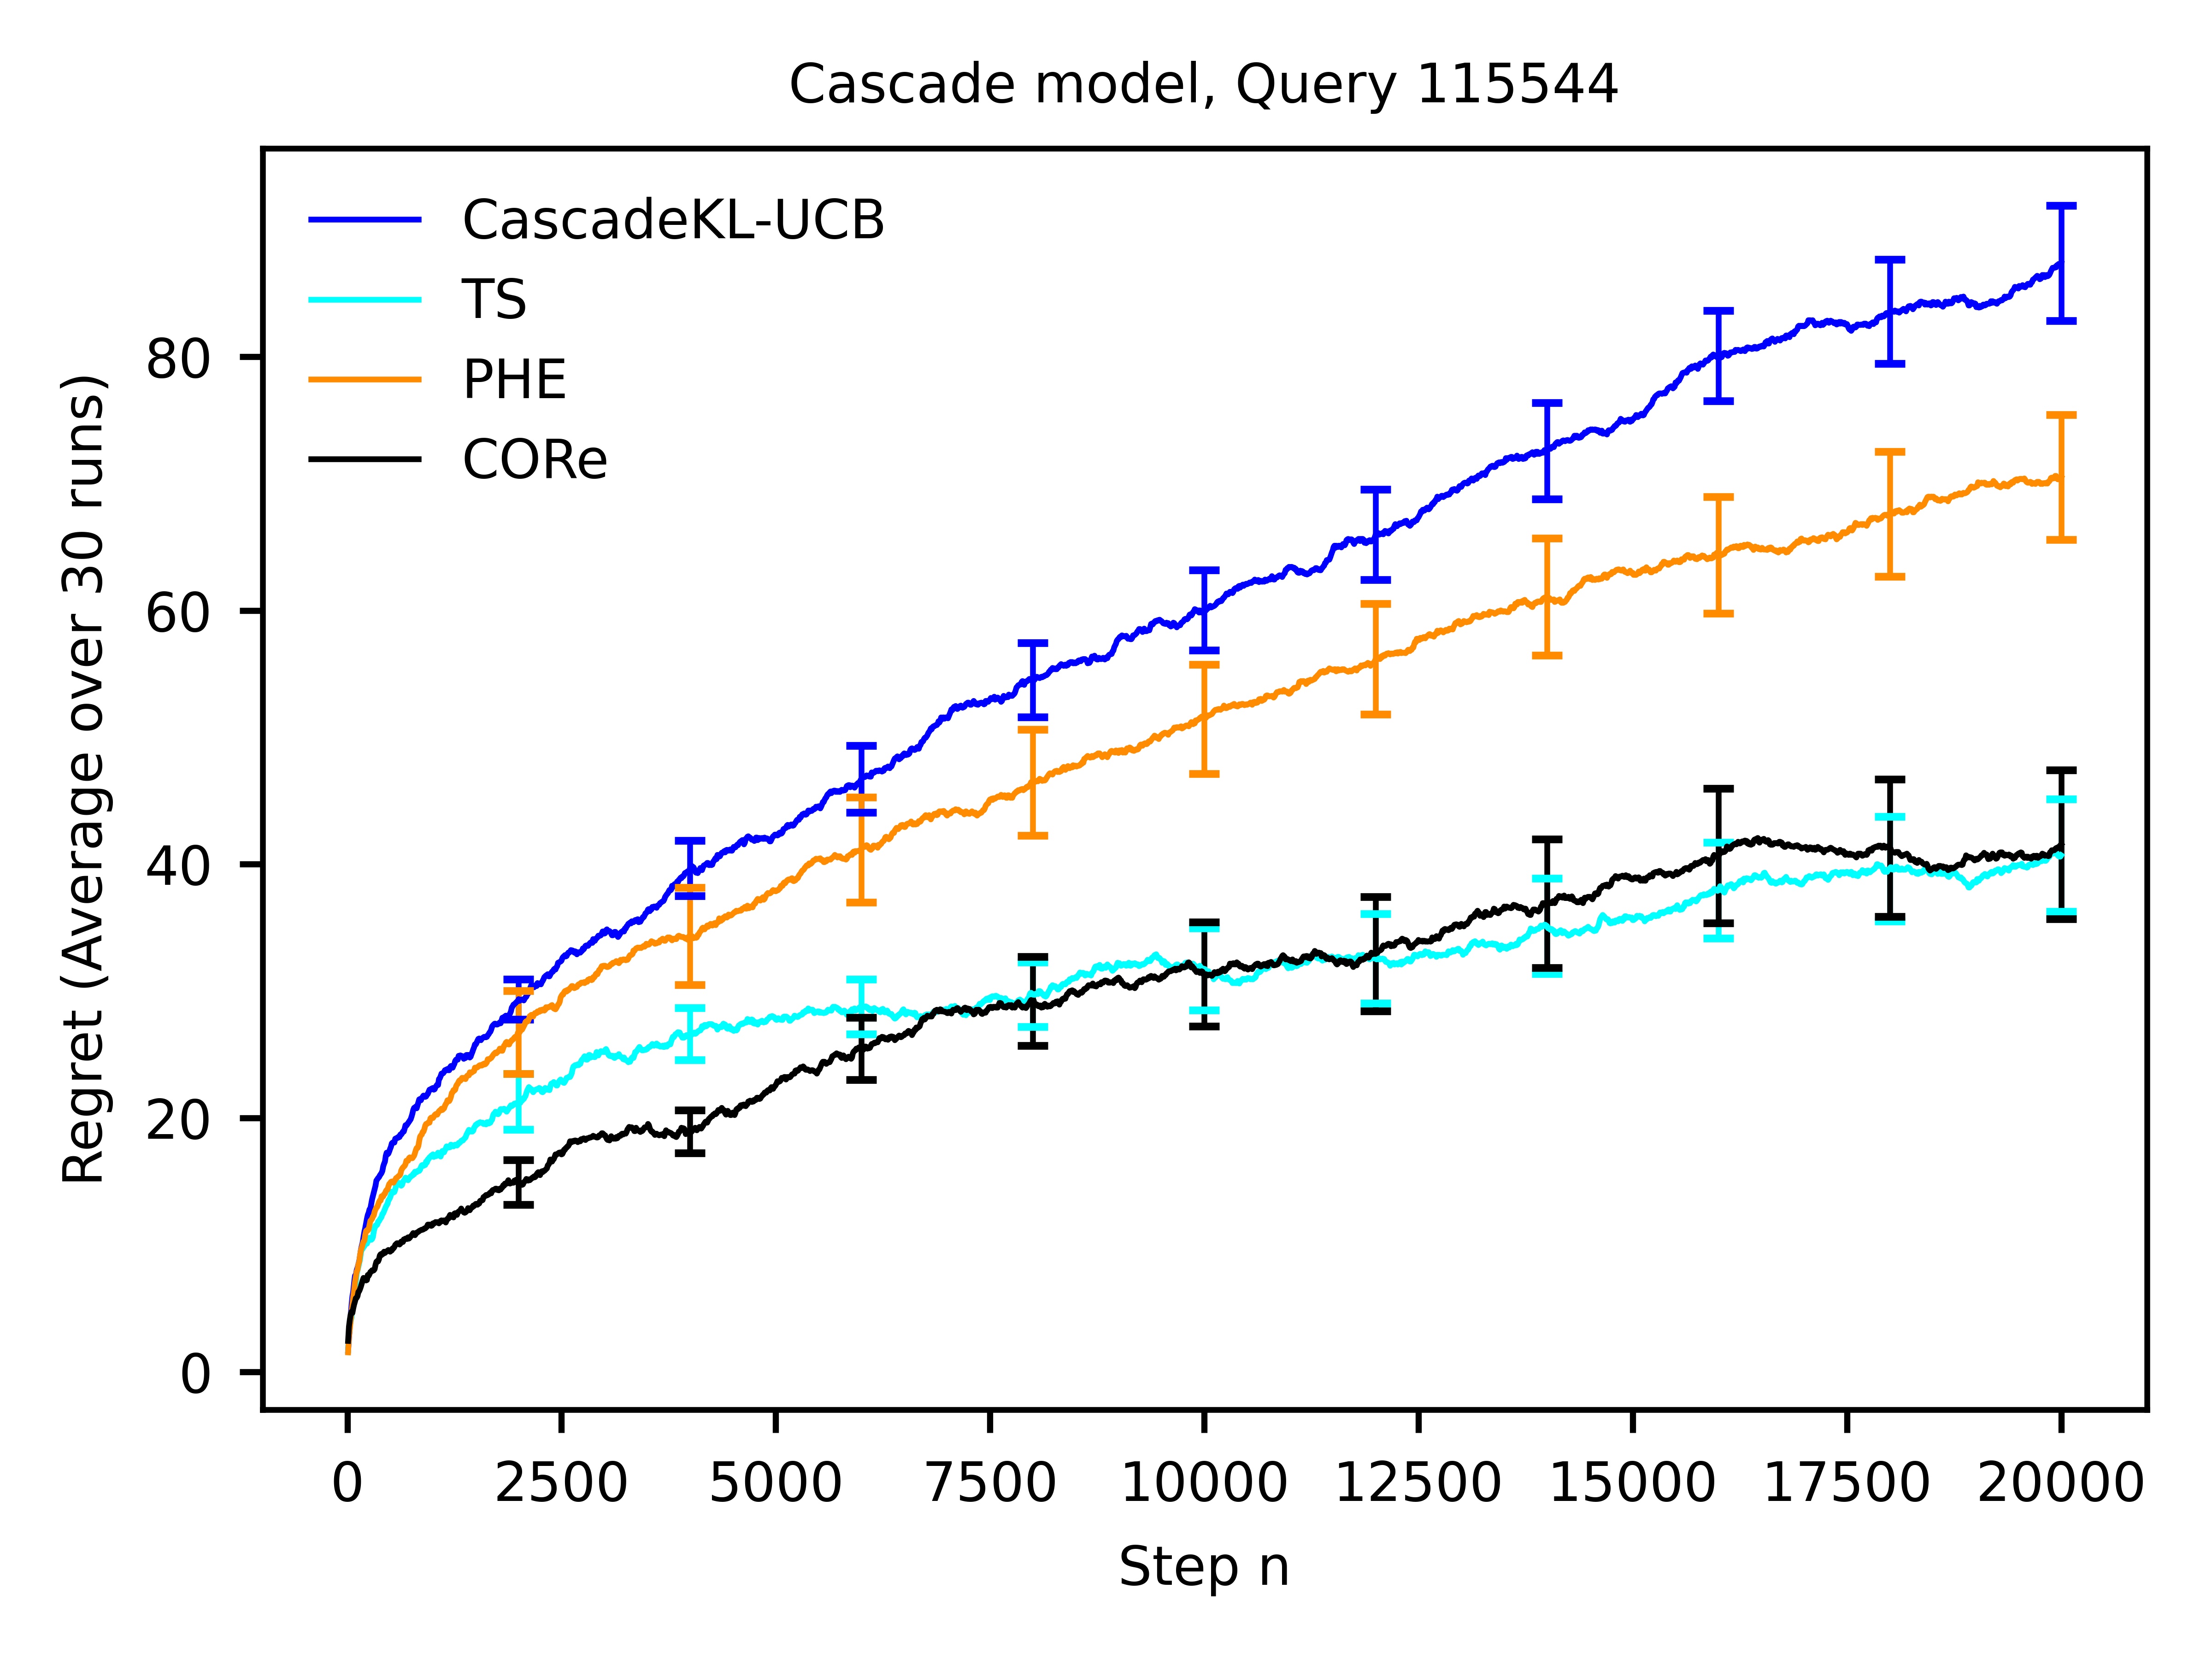 Cascade model, Query 115544
CascadeKL-UCB
TS
PHE
CORe
Regret (Average over 30 runs)
80
60
40
20
0
0 2500 5000 7500 10000 12500 15000 17500 20000
Step n